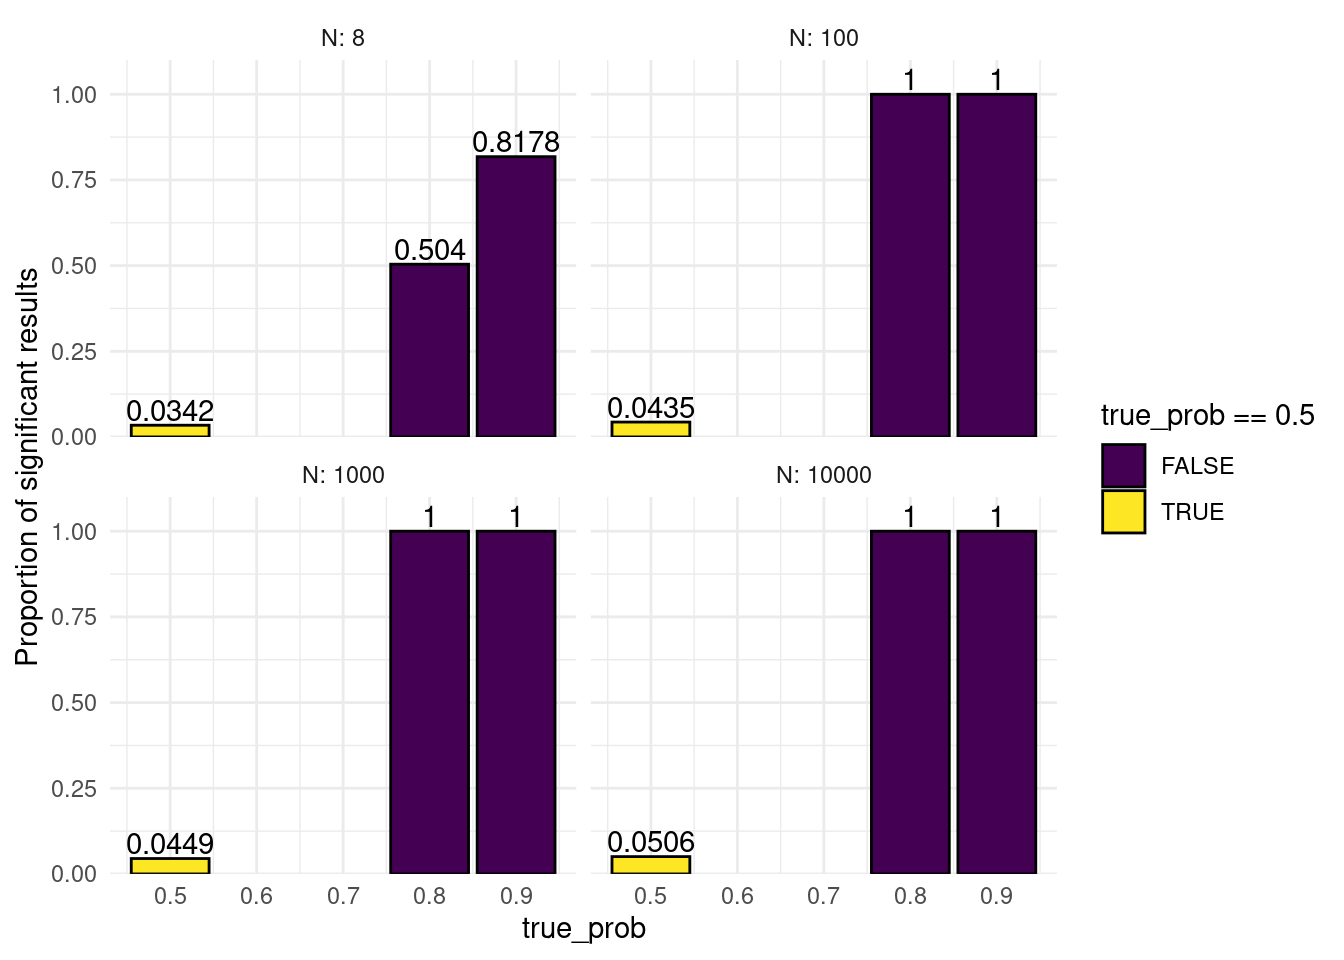 N: 8
N: 100
1.00
0.75
0.50
0.25
0.00
0.0342
0.504
0.8178
0.0435
1
1
N: 1000
N: 10000
1.00
0.75
0.50
0.25
0.00
0.0449
1
1
0.0506
1
1
0.5 0.6 0.7 0.8 0.9
0.5 0.6 0.7 0.8 0.9
true_prob
Proportion of significant results
true_prob == 0.5
FALSE
TRUE